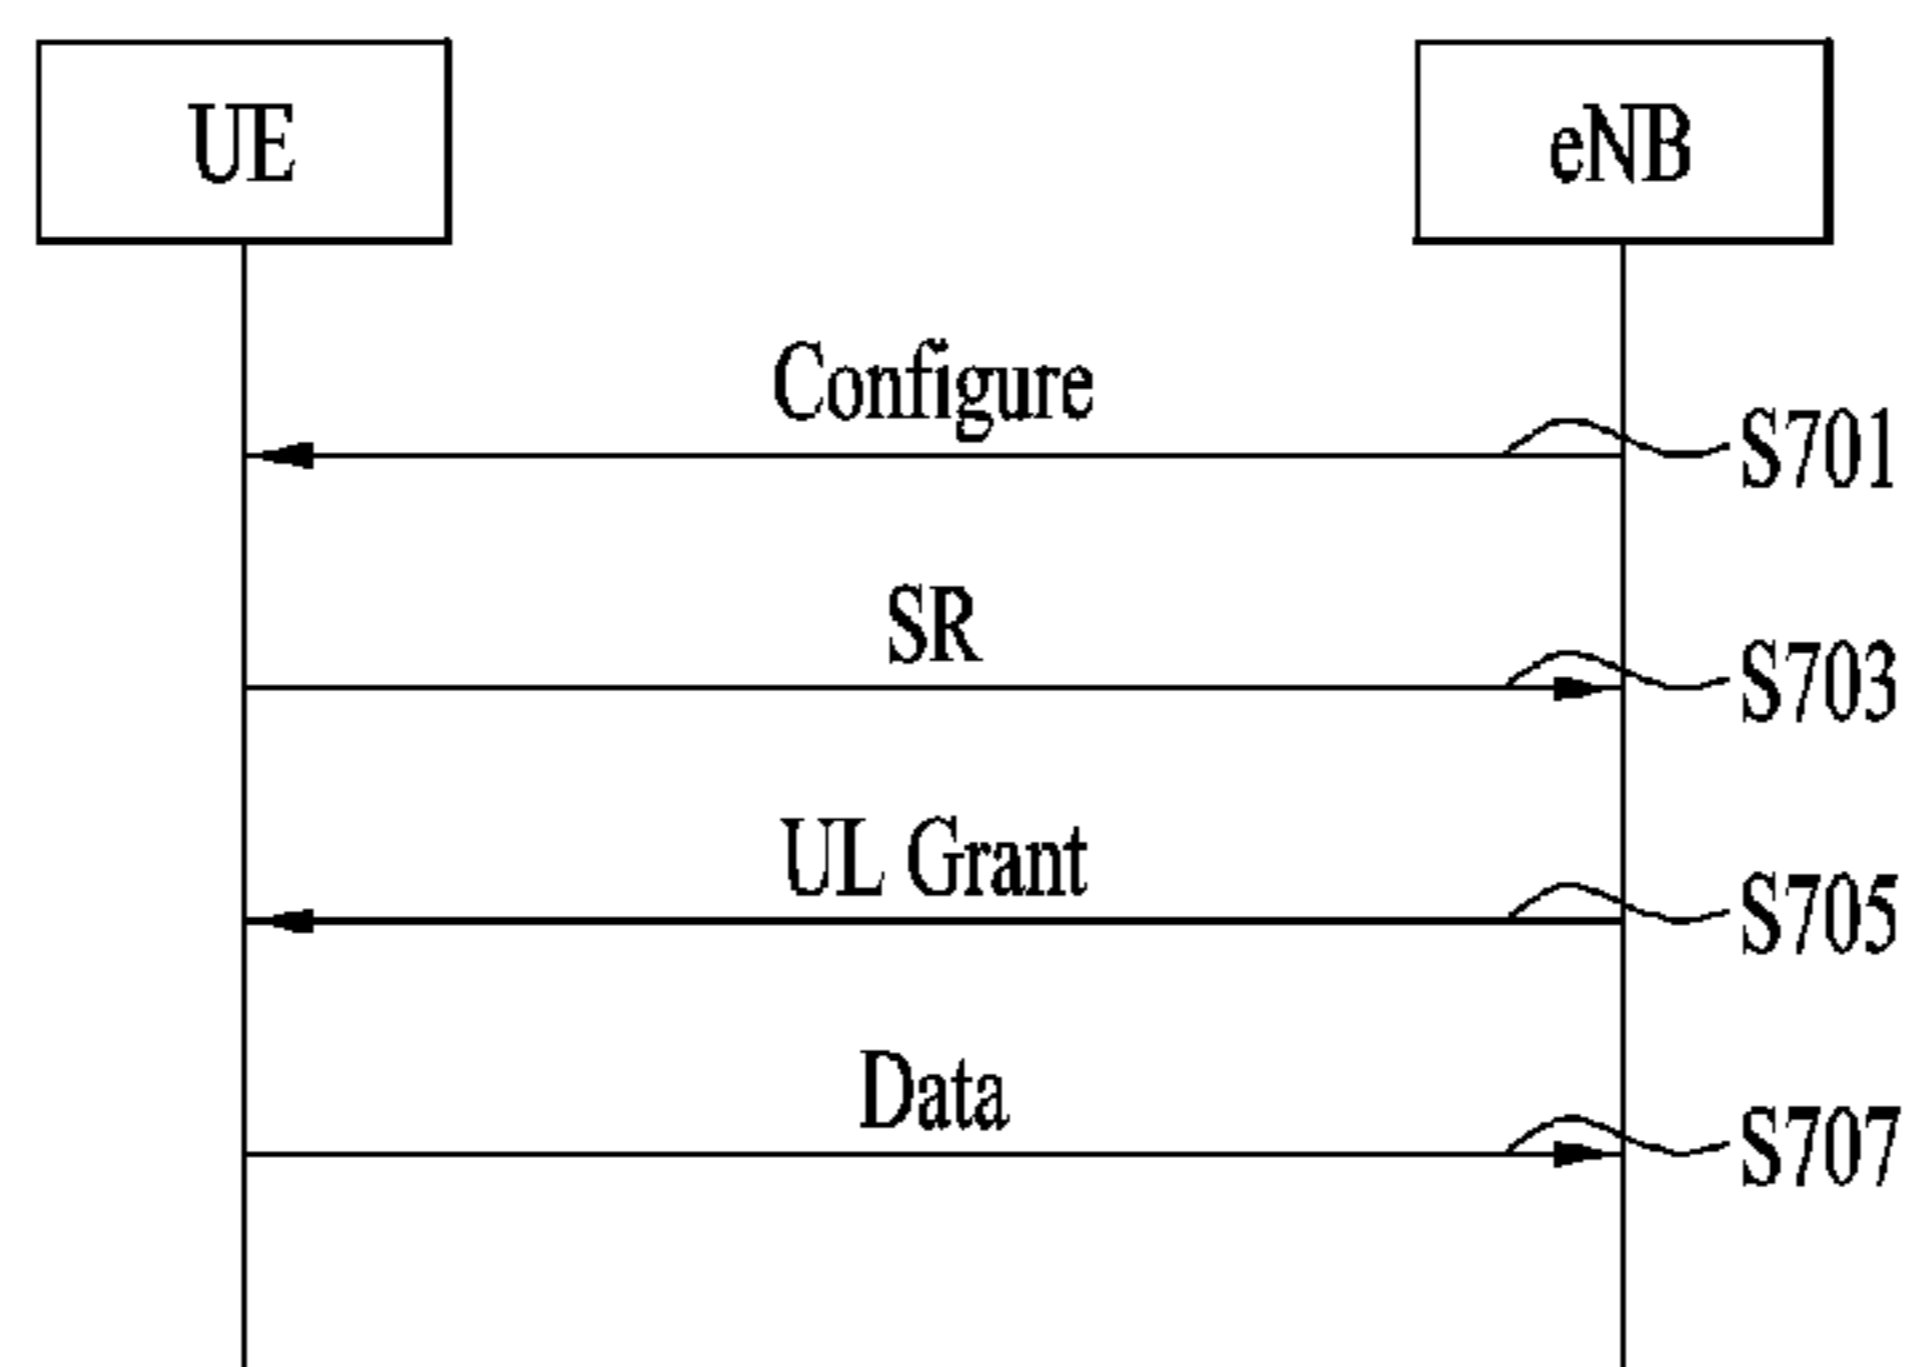 UE
eNB
Configure
S701
SR
S703
UL Grant
S705
Data
S707